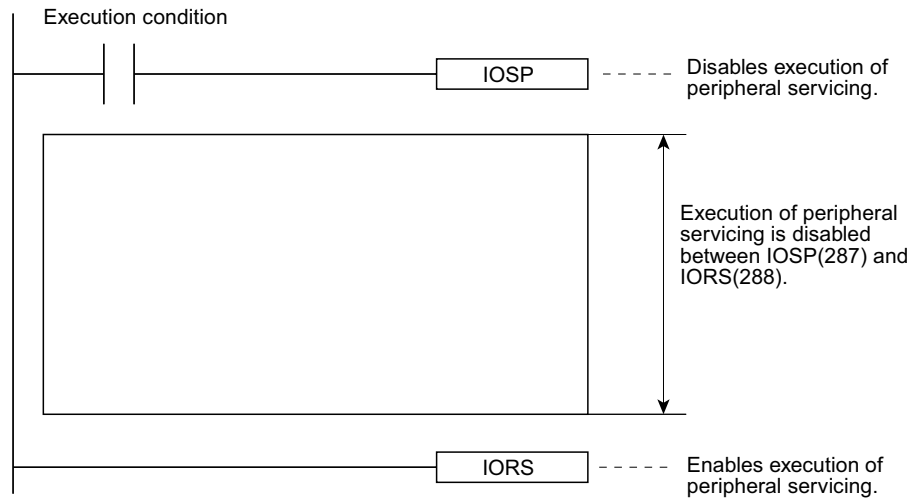 Execution condition
IOSP
Disables execution of
peripheral servicing.
Execution of peripheral
servicing is disabled
between IOSP(287) and
IORS(288).
IORS
Enables execution of
peripheral servicing.